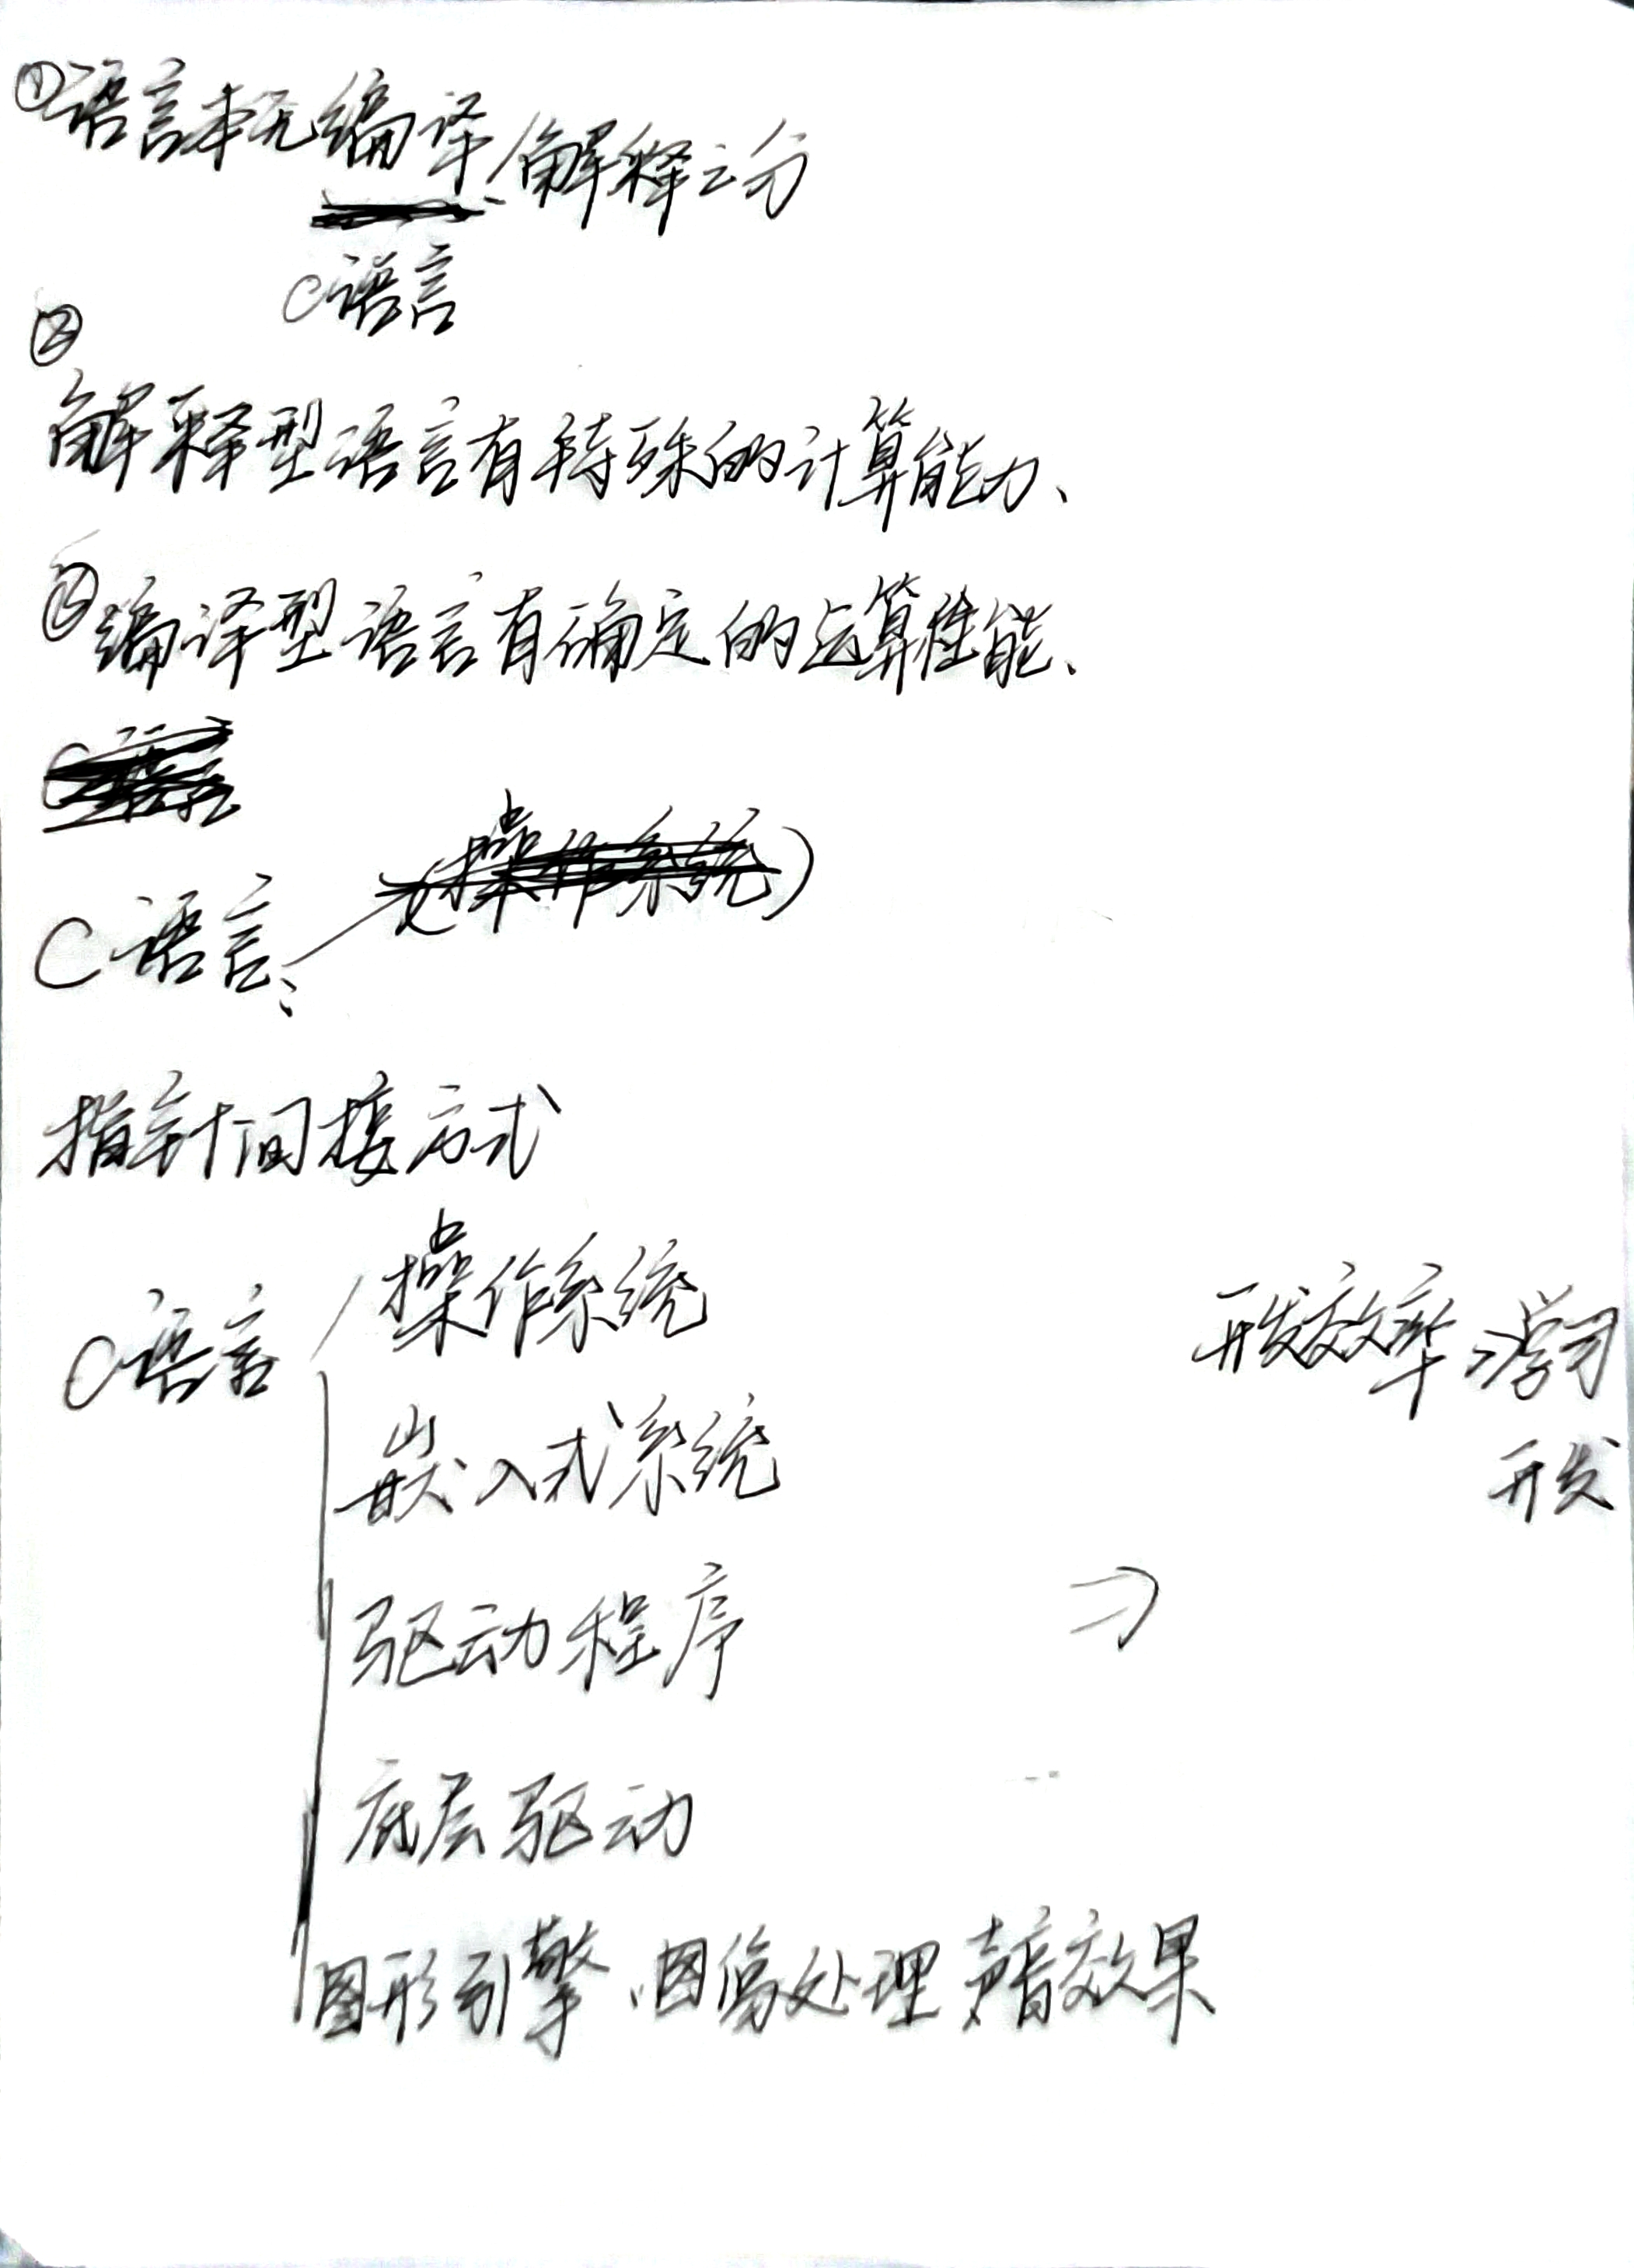 ①语言本无编译/解释之分
C语言
②
解释型语言有特殊的计算能力、
③编译型语言有确定的运算性能、
C语言、
(操作系统)
指针间接方式
C语言
操作系统
嵌入式系统
驱动程序
底层驱动
图形引擎、图像处理 声音效果
开发效率 学习
开发